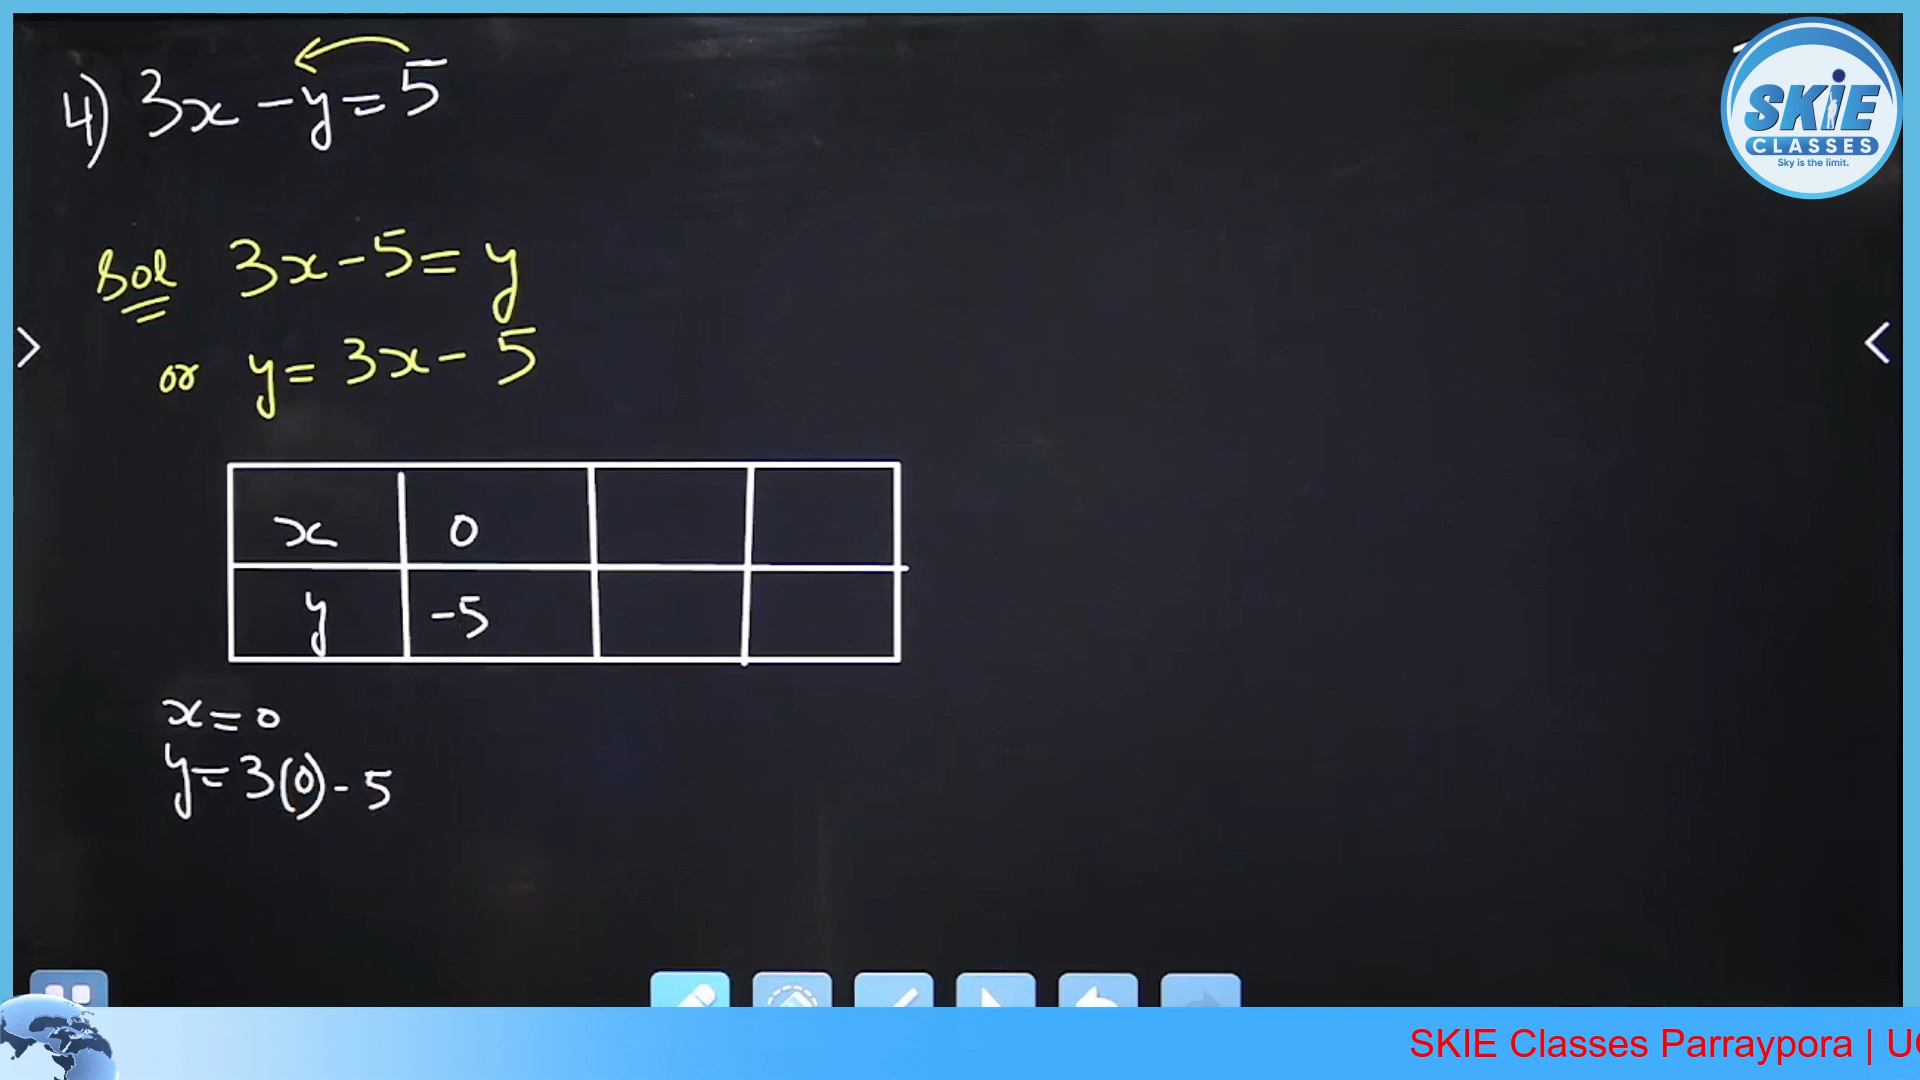 4) 3x - y = 5
Sol 3x - 5 = y
or y = 3x - 5
x 0
y -5
x = 0
y = 3(0) - 5
SKIE
CLASSES
Sky is the limit.
SKIE Classes Parraypora |